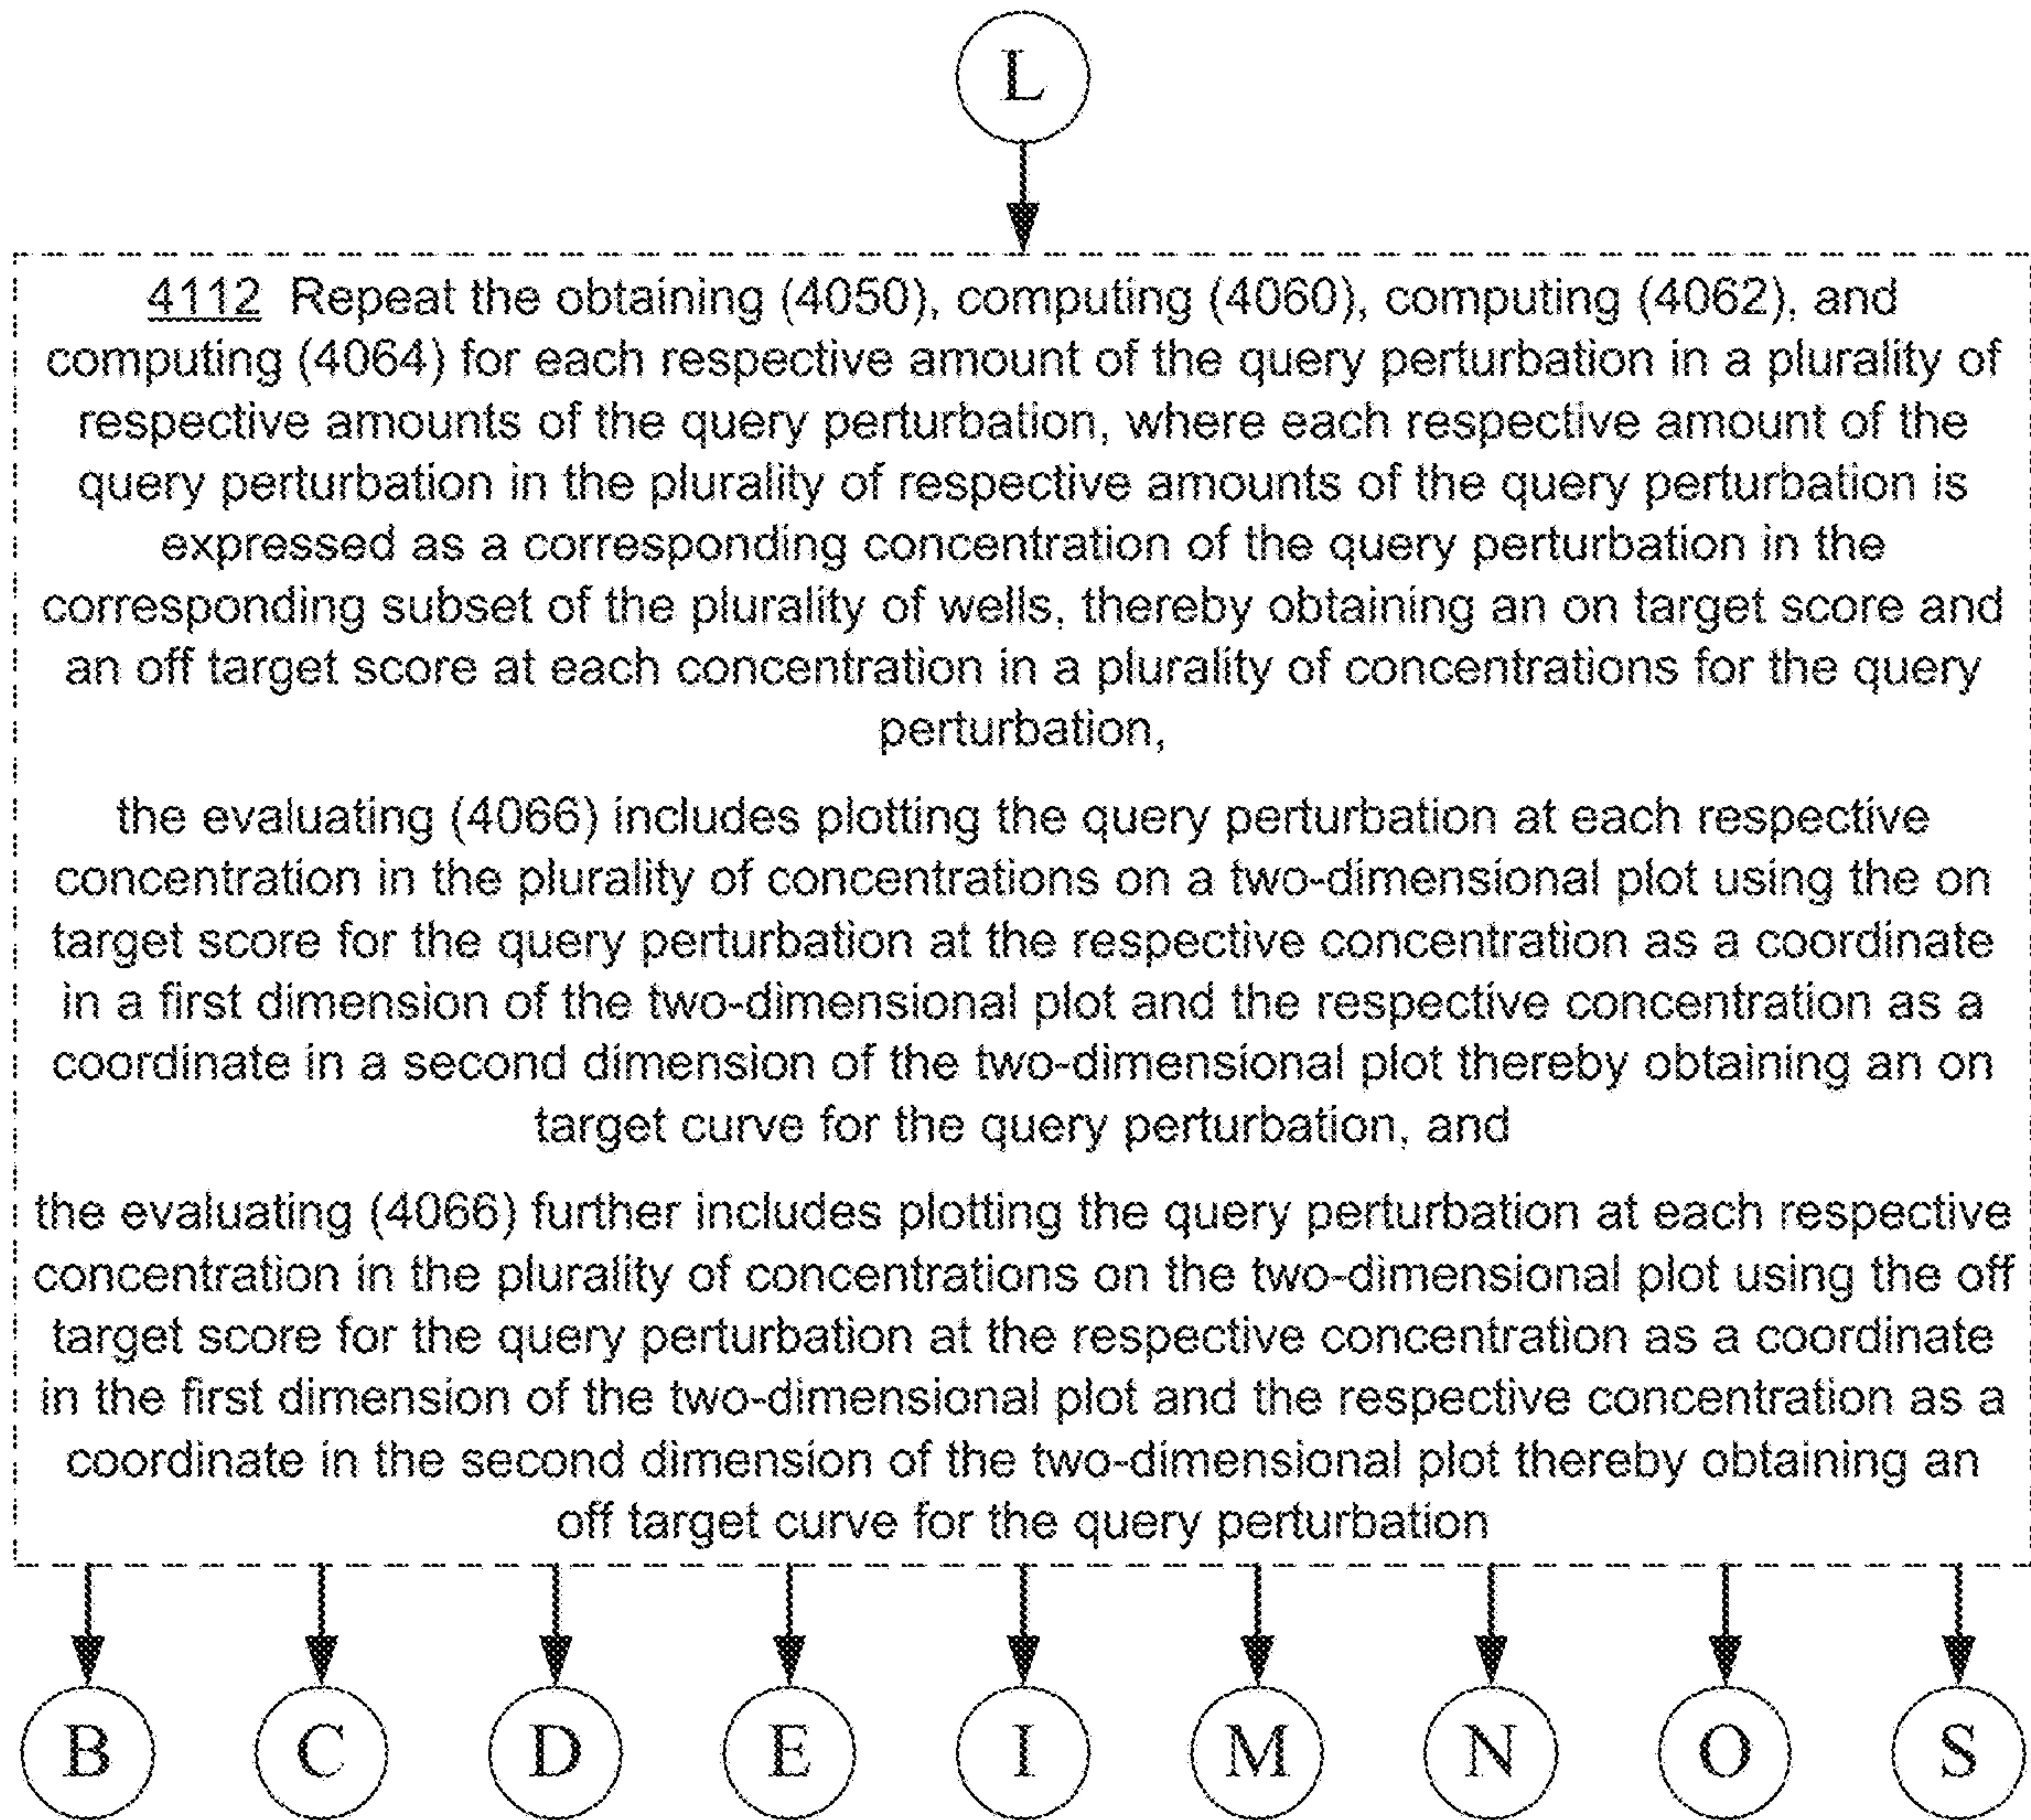 L
4112 Repeat the obtaining (4050), computing (4060), computing (4062), and
computing (4064) for each respective amount of the query perturbation in a plurality of
respective amounts of the query perturbation, where each respective amount of the
query perturbation in the plurality of respective amounts of the query perturbation is
expressed as a corresponding concentration of the query perturbation in the
corresponding subset of the plurality of wells, thereby obtaining an on target score and
an off target score at each concentration in a plurality of concentrations for the query
perturbation,
the evaluating (4066) includes plotting the query perturbation at each respective
concentration in the plurality of concentrations on a two-dimensional plot using the on
target score for the query perturbation at the respective concentration as a coordinate
in a first dimension of the two-dimensional plot and the respective concentration as a
coordinate in a second dimension of the two-dimensional plot thereby obtaining an on
target curve for the query perturbation, and
the evaluating (4066) further includes plotting the query perturbation at each respective
concentration in the plurality of concentrations on the two-dimensional plot using the off
target score for the query perturbation at the respective concentration as a coordinate
in the first dimension of the two-dimensional plot and the respective concentration as a
coordinate in the second dimension of the two-dimensional plot thereby obtaining an
off target curve for the query perturbation
B C D E I M N O S